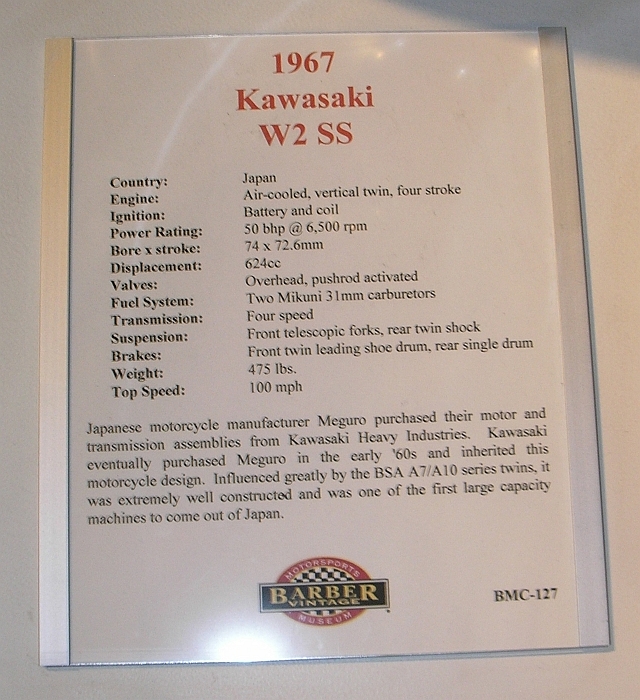 1967
Kawasaki
W2 SS
Country: Japan
Engine: Air-cooled, vertical twin, four stroke
Ignition: Battery and coil
Power Rating: 50 bhp @ 6,500 rpm
Bore x stroke: 74 x 72.6mm
Displacement: 624cc
Valves: Overhead, pushrod activated
Fuel System: Two Mikuni 31mm carburetors
Transmission: Four speed
Suspension: Front telescopic forks, rear twin shock
Brakes: Front twin leading shoe drum, rear single drum
Weight: 475 lbs.
Top Speed: 100 mph
Japanese motorcycle manufacturer Meguro purchased their motor and
transmission assemblies from Kawasaki Heavy Industries. Kawasaki
eventually purchased Meguro in the early '60s and inherited this
motorcycle design. Influenced greatly by the BSA A7/A10 series twins, it
was extremely well constructed and was one of the first large capacity
machines to come out of Japan.
MOTORSPORTS
BARBER
VINTAGE
MUSEUM
BMC-127